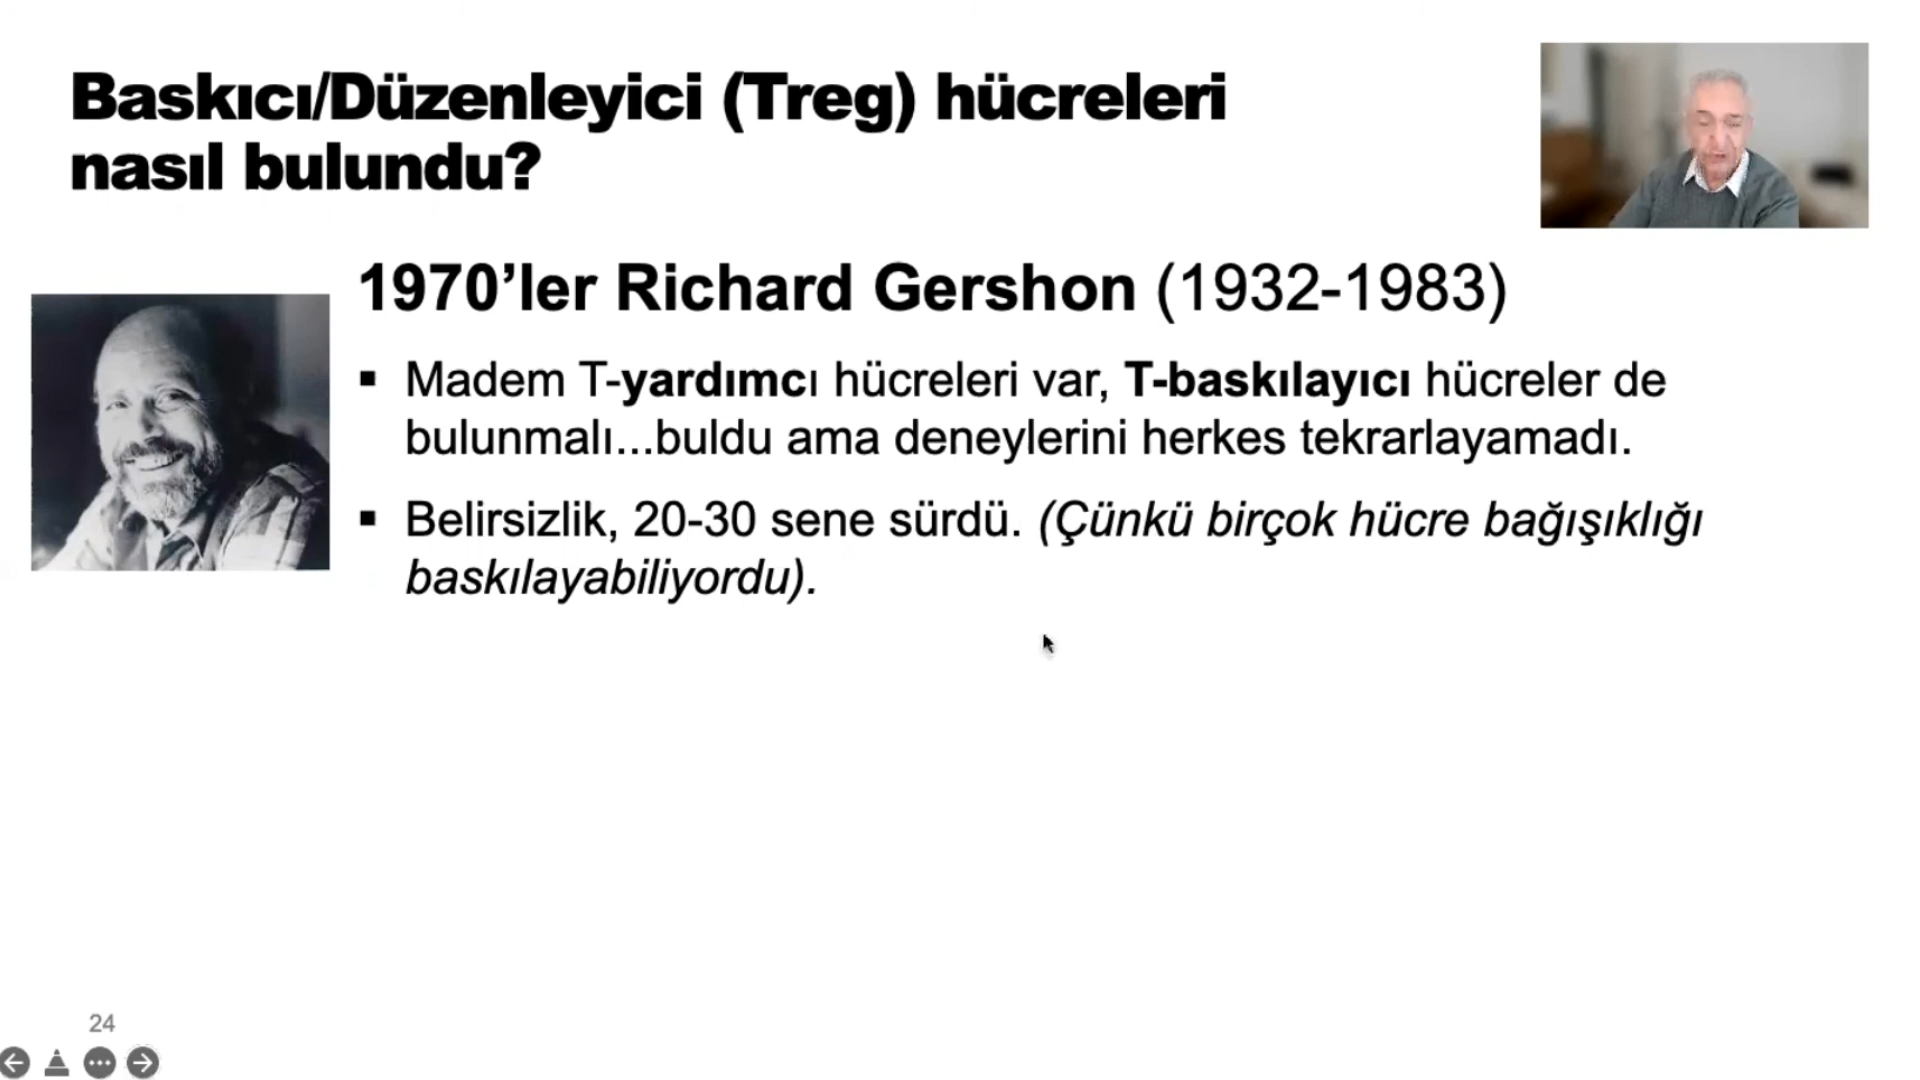 Baskıcı/Düzenleyici (Treg) hücreleri
nasıl bulundu?
1970’ler Richard Gershon (1932-1983)
▪ Madem T-yardımcı hücreleri var, T-baskılayıcı hücreler de
bulunmalı...buldu ama deneylerini herkes tekrarlayamadı.
▪ Belirsizlik, 20-30 sene sürdü. (Çünkü birçok hücre bağışıklığı
baskılayabiliyordu).
24